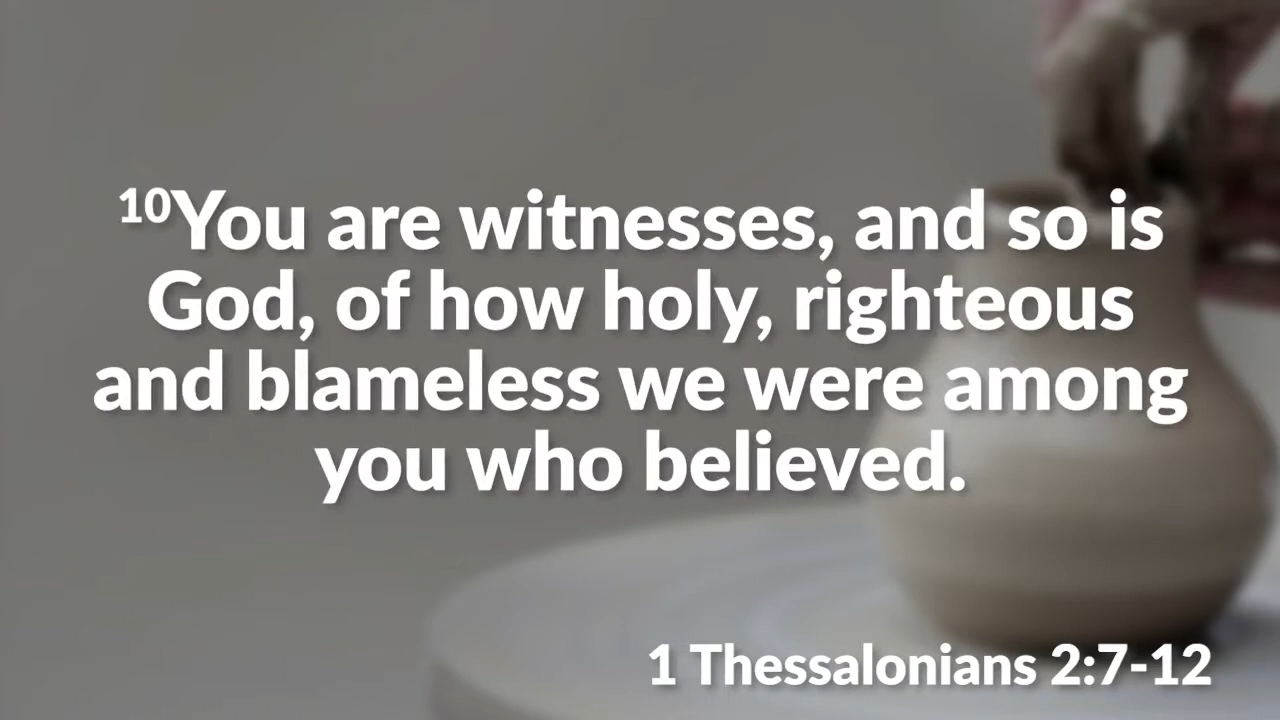 ¹⁰You are witnesses, and so is
God, of how holy, righteous
and blameless we were among
you who believed.
1 Thessalonians 2:7-12